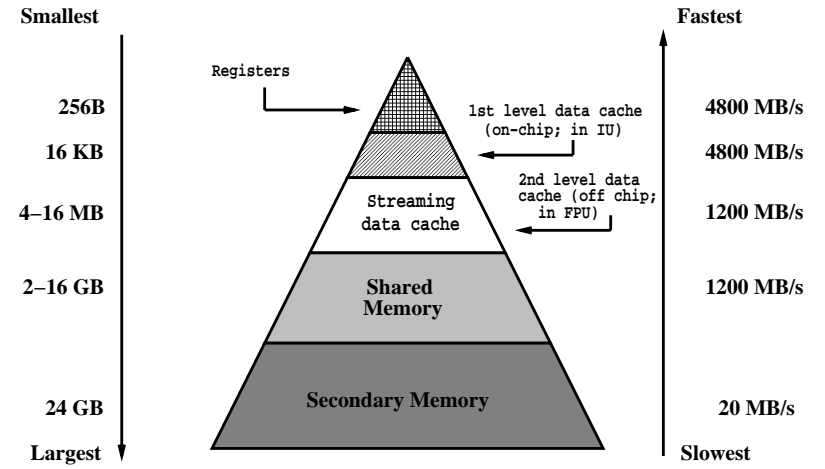 Smallest
Fastest
Registers
256B
1st level data cache
(on-chip; in IU)
4800 MB/s
16 KB
4800 MB/s
2nd level data
cache (off chip;
in FPU)
4–16 MB
Streaming
data cache
1200 MB/s
2–16 GB
Shared
Memory
1200 MB/s
24 GB
Secondary Memory
20 MB/s
Largest
Slowest